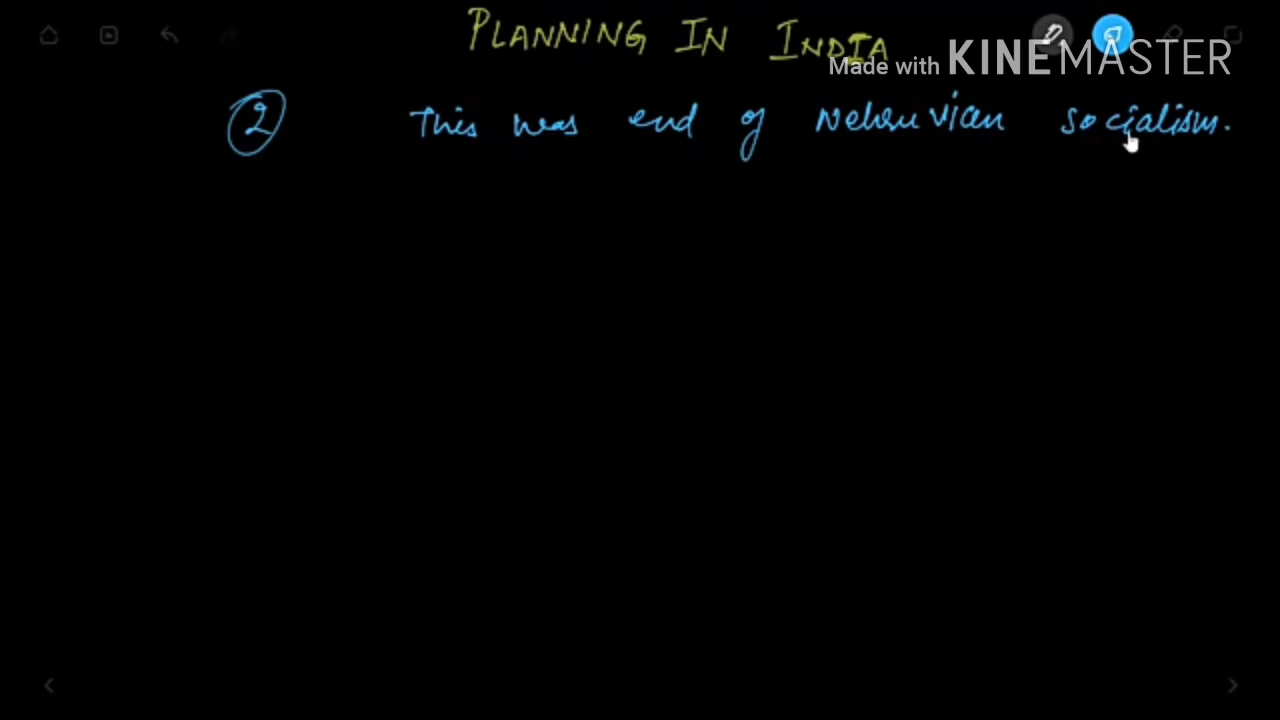 PLANNING IN INDIA
Made with KINEMASTER
2 This was end of Nehruvian socialism.